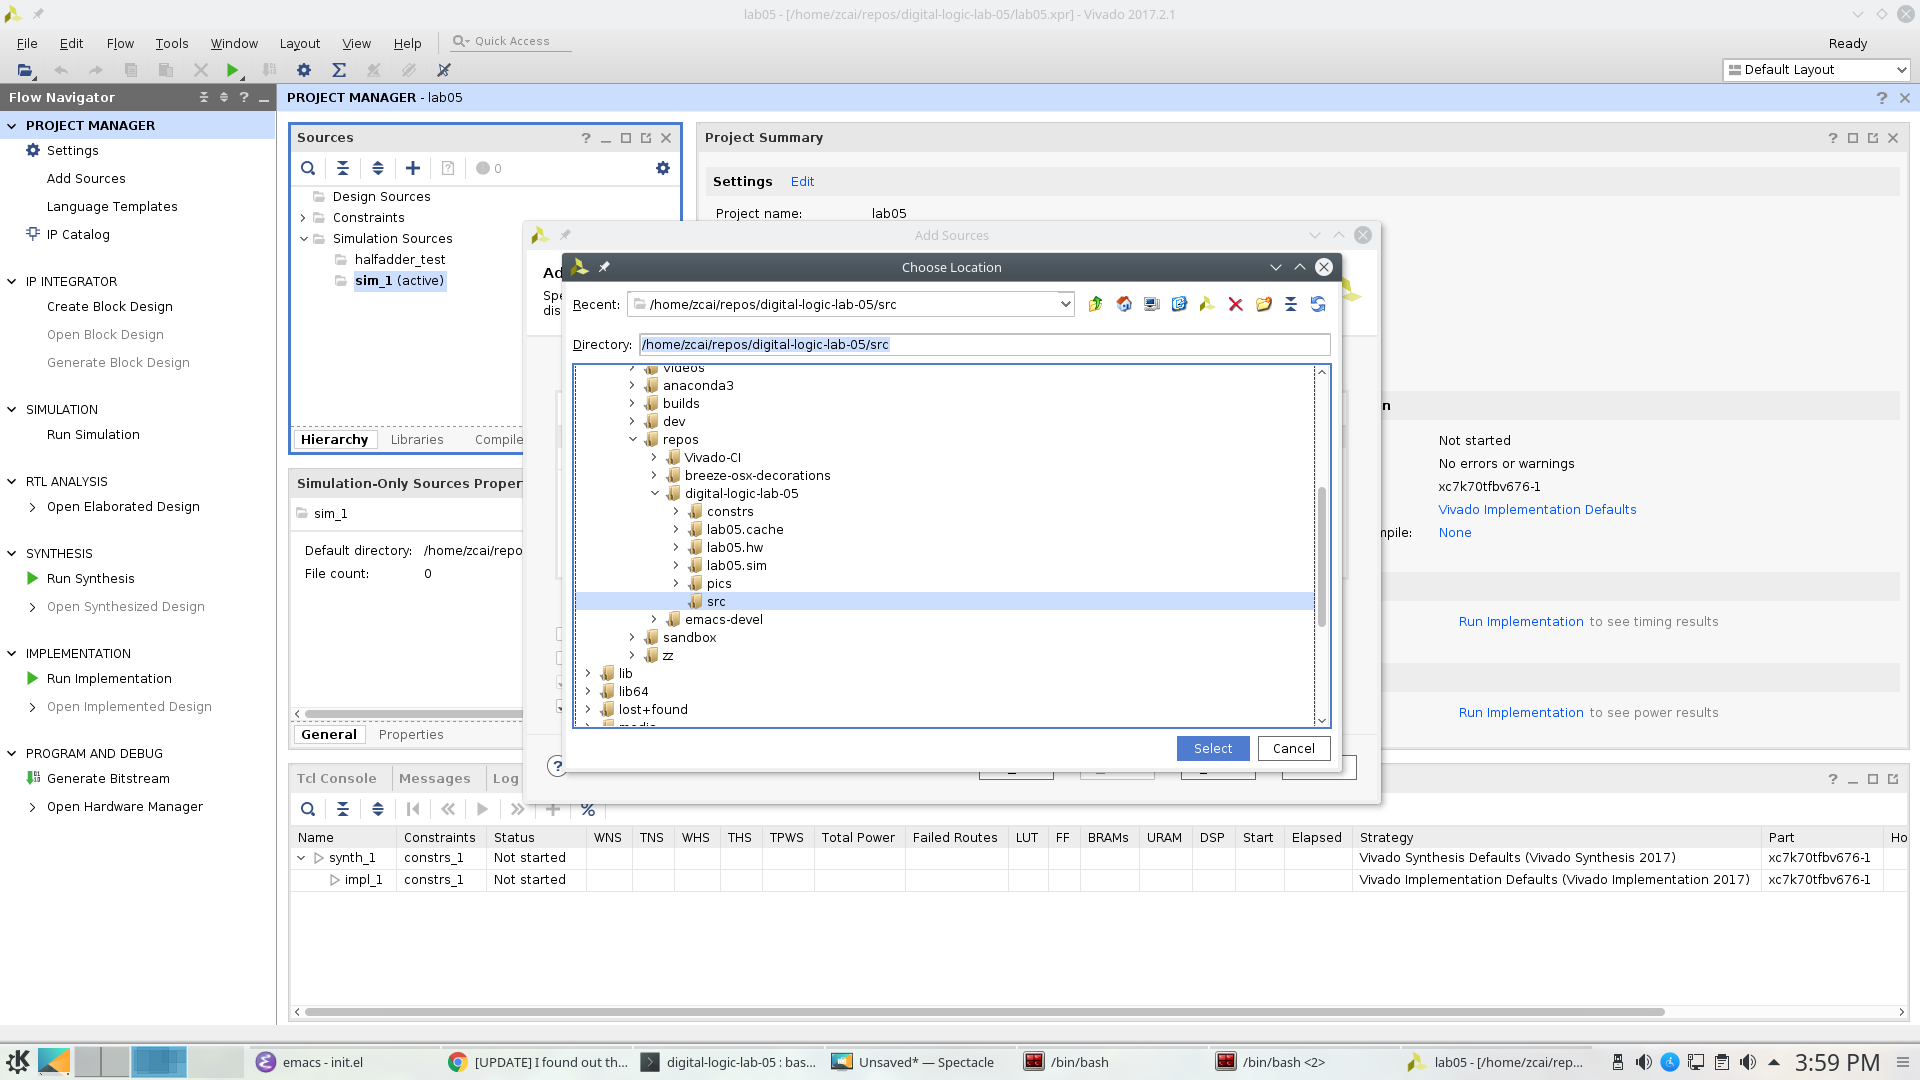 lab05 - [/home/zcai/repos/digital-logic-lab-05/lab05.xpr] - Vivado 2017.2.1
File Edit Flow Tools Window Layout View Help Quick Access Ready
Default Layout
Flow Navigator
PROJECT MANAGER - lab05
PROJECT MANAGER
Settings
Add Sources
Language Templates
IP Catalog
IP INTEGRATOR
Create Block Design
Open Block Design
Generate Block Design
SIMULATION
Run Simulation
RTL ANALYSIS
Open Elaborated Design
SYNTHESIS
Run Synthesis
Open Synthesized Design
IMPLEMENTATION
Run Implementation
Open Implemented Design
PROGRAM AND DEBUG
Generate Bitstream
Open Hardware Manager
Sources
0
Design Sources
Constraints
Simulation Sources
halfadder_test
sim_1 (active)
Hierarchy Libraries Compile
Simulation-Only Sources Proper
sim_1
Default directory: /home/zcai/repo
File count: 0
General Properties
Project Summary
Settings Edit
Project name: lab05
n
Not started
No errors or warnings
xc7k70tfbv676-1
Vivado Implementation Defaults
mpile: None
Run Implementation to see timing results
Run Implementation to see power results
Add Sources
Ad
Spe
dis
Choose Location
Recent: /home/zcai/repos/digital-logic-lab-05/src
Directory: /home/zcai/repos/digital-logic-lab-05/src
Videos
anaconda3
builds
dev
repos
Vivado-CI
breeze-osx-decorations
digital-logic-lab-05
constrs
lab05.cache
lab05.hw
lab05.sim
pics
src
emacs-devel
sandbox
zz
lib
lib64
lost+found
media
Select Cancel
Tcl Console Messages Log
Name Constraints Status WNS TNS WHS THS TPWS Total Power Failed Routes LUT FF BRAMs URAM DSP Start Elapsed Strategy Part Ho
synth_1 constrs_1 Not started Vivado Synthesis Defaults (Vivado Synthesis 2017) xc7k70tfbv676-1
impl_1 constrs_1 Not started Vivado Implementation Defaults (Vivado Implementation 2017) xc7k70tfbv676-1
emacs - init.el [UPDATE] I found out th... digital-logic-lab-05 : bas... Unsaved* — Spectacle /bin/bash /bin/bash <2> lab05 - [/home/zcai/rep... 3:59 PM